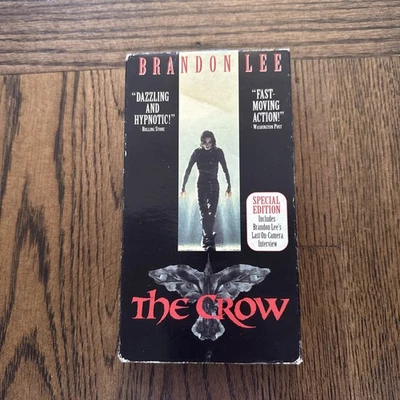 BRANDON LEE
"DAZZLING
AND
HYPNOTIC!"
ROLLING STONE
"FAST-
MOVING
ACTION!"
WASHINGTON POST
SPECIAL
EDITION
Includes
Brandon Lee's
Last On-Camera
Interview
THE CROW